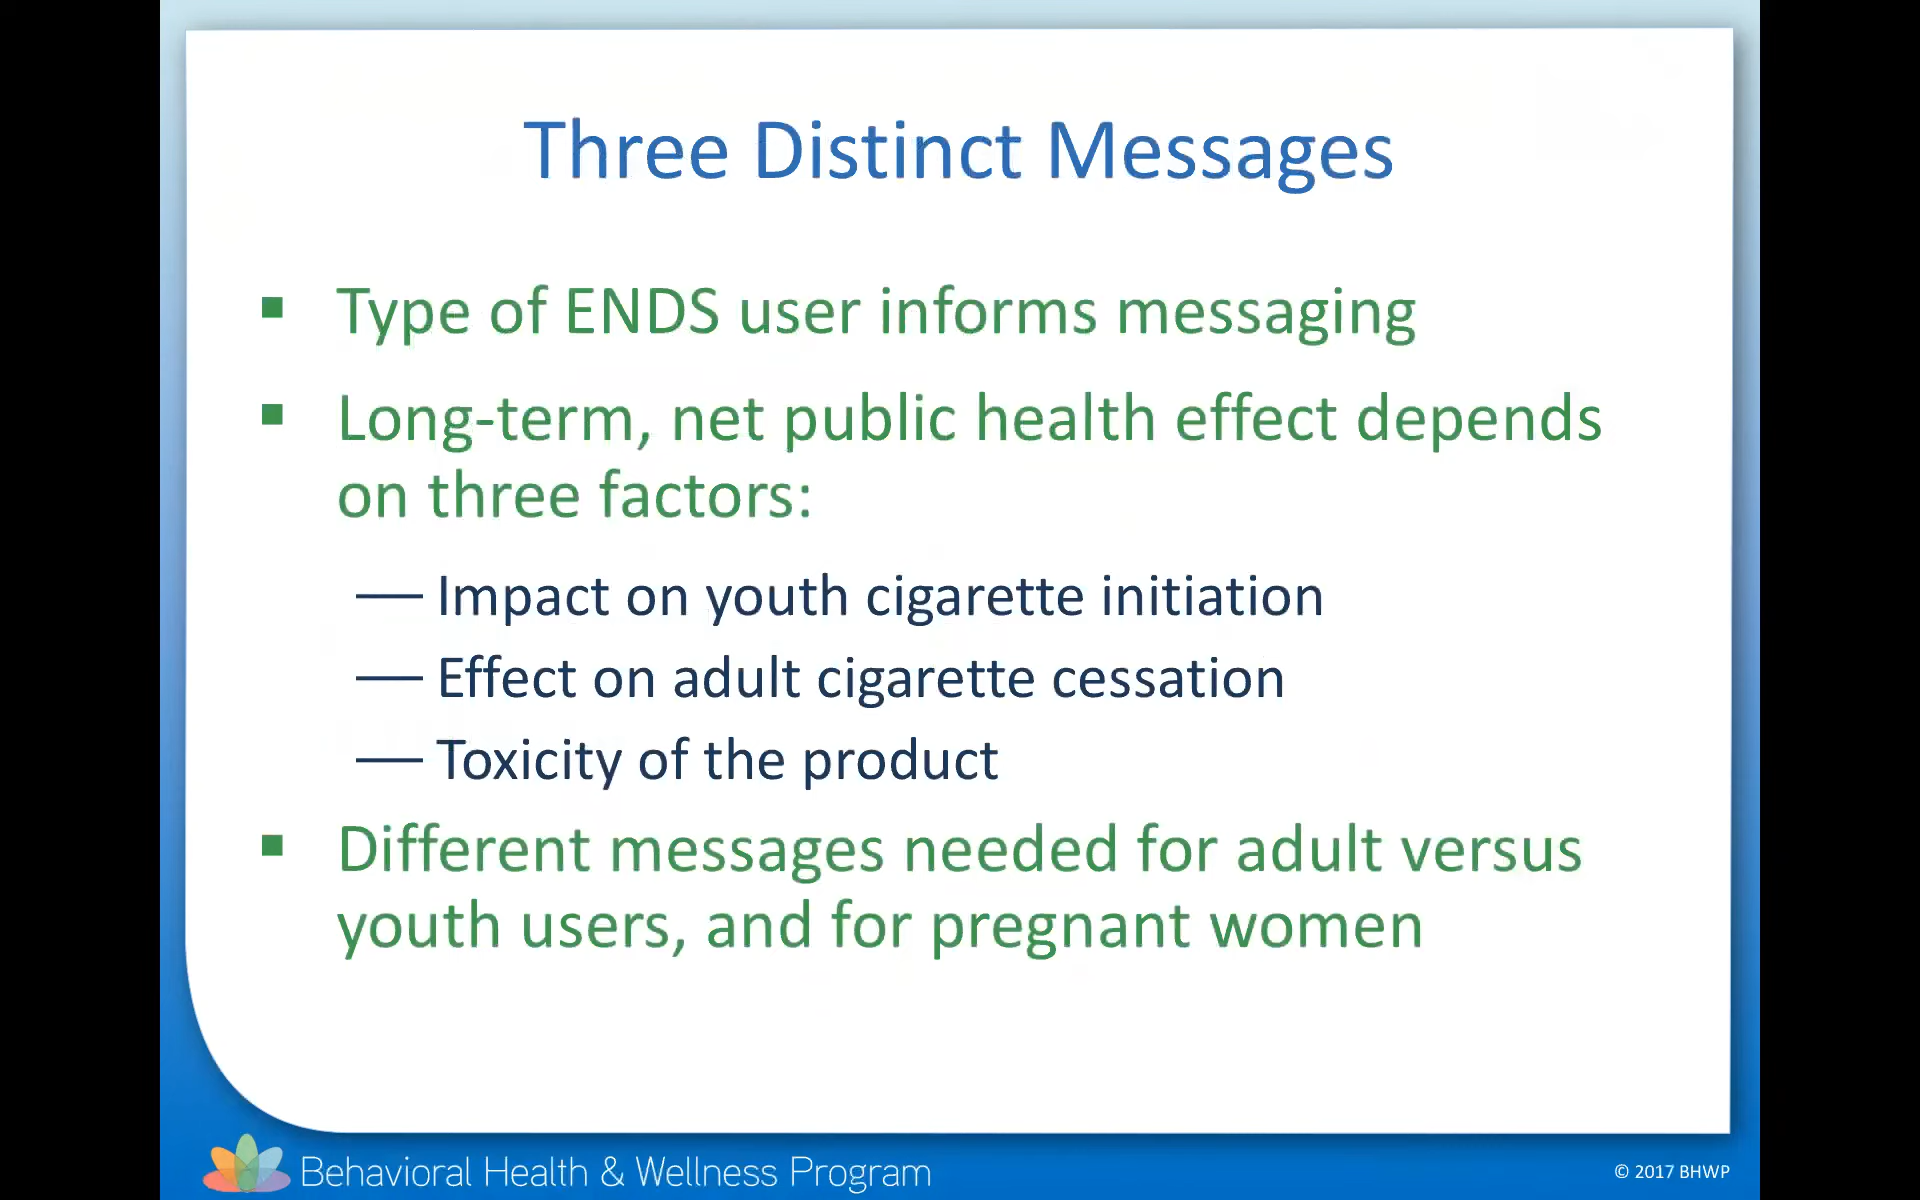 Three Distinct Messages
▪ Type of ENDS user informs messaging
▪ Long-term, net public health effect depends
on three factors:
— Impact on youth cigarette initiation
— Effect on adult cigarette cessation
— Toxicity of the product
▪ Different messages needed for adult versus
youth users, and for pregnant women
Behavioral Health & Wellness Program
© 2017 BHWP